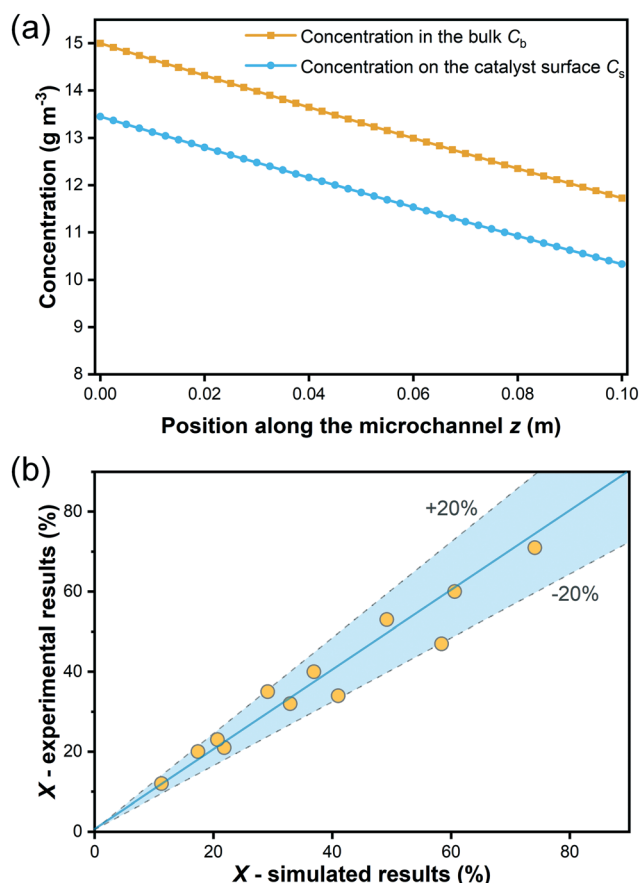 (a)
Concentration in the bulk Cb
Concentration on the catalyst surface Cs
Concentration (g m-3)
15
14
13
12
11
10
9
8
0.00 0.02 0.04 0.06 0.08 0.10
Position along the microchannel z (m)
(b)
+20%
-20%
X - experimental results (%)
80
60
40
20
0
0 20 40 60 80
X - simulated results (%)